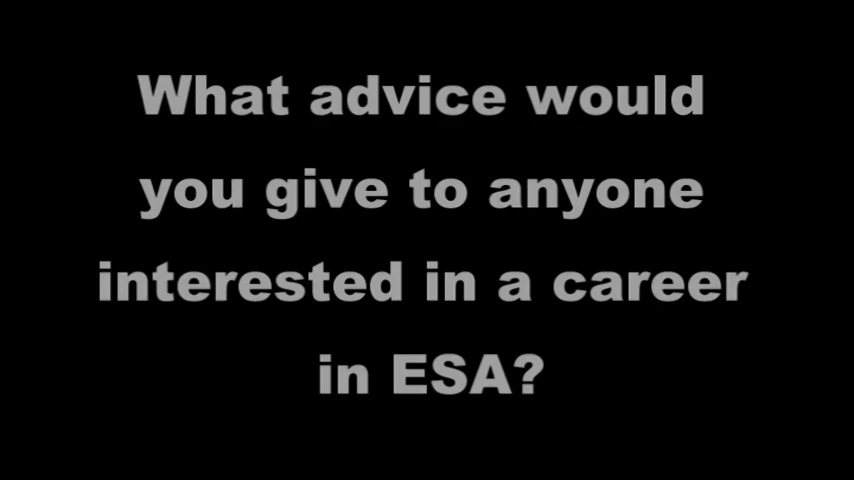 What advice would
you give to anyone
interested in a career
in ESA?